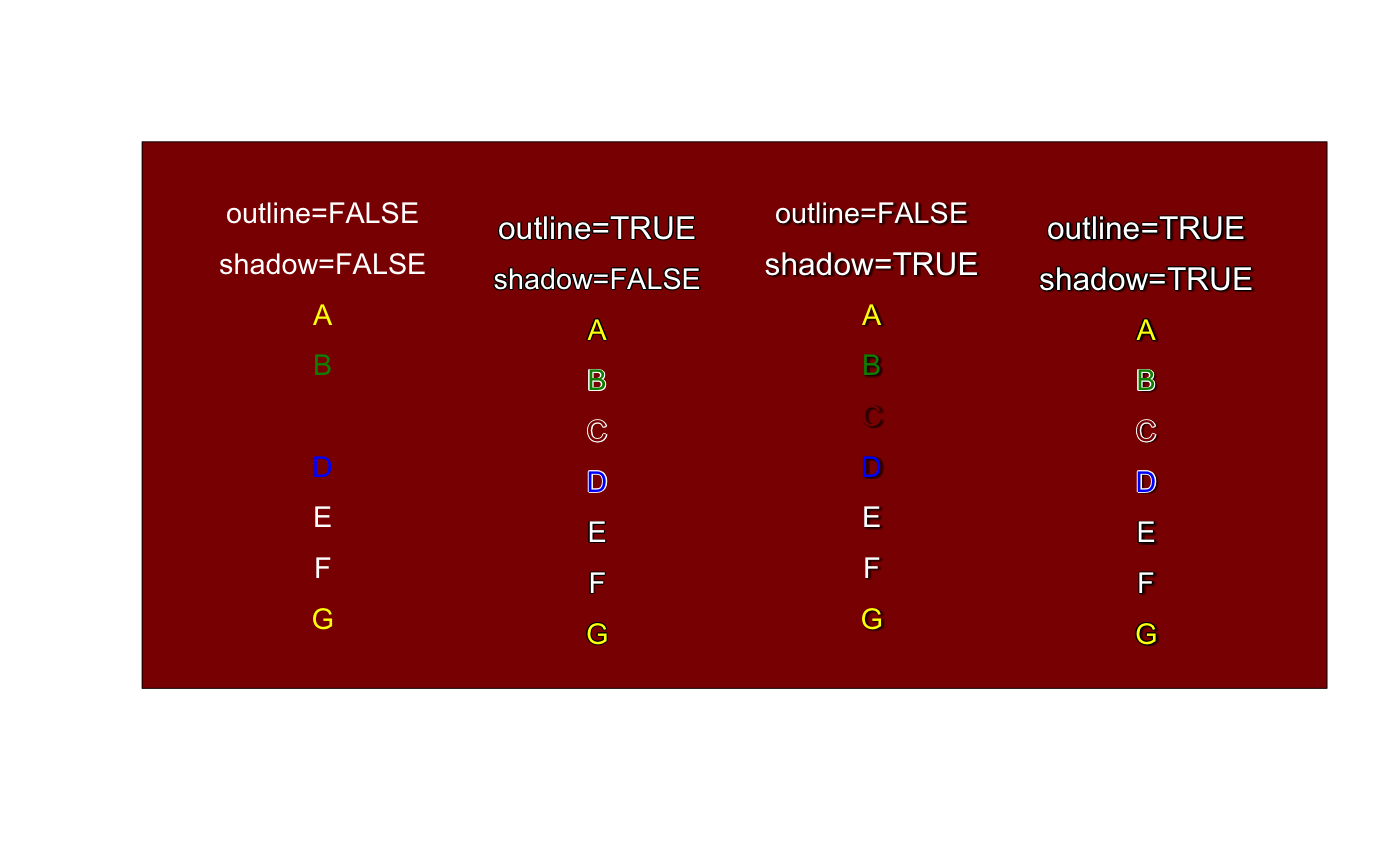 outline=FALSE
shadow=FALSE
A
B
D
E
F
G
outline=TRUE
shadow=FALSE
A
B
C
D
E
F
G
outline=FALSE
shadow=TRUE
A
B
C
D
E
F
G
outline=TRUE
shadow=TRUE
A
B
C
D
E
F
G